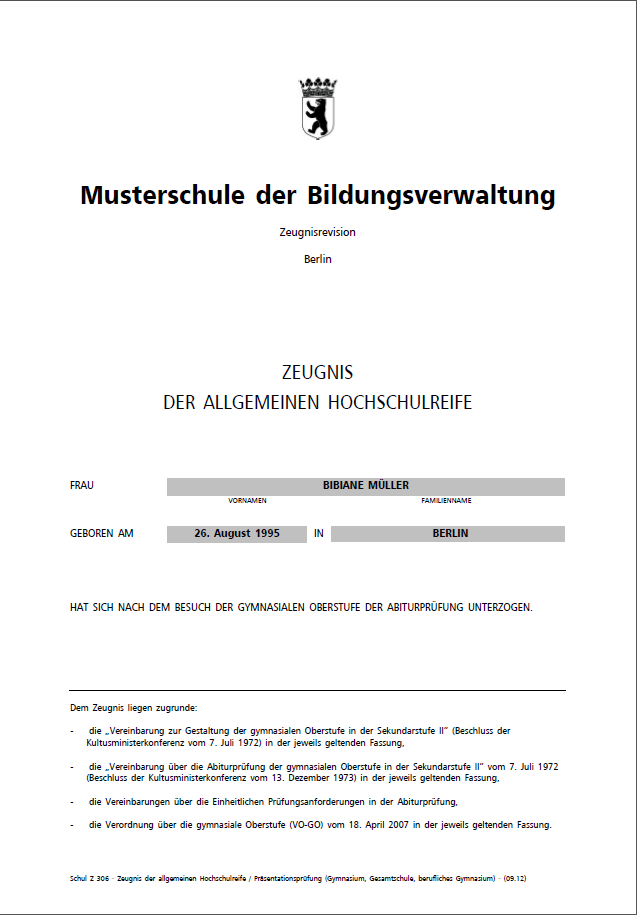 Musterschule der Bildungsverwaltung
Zeugnisrevision
Berlin
ZEUGNIS
DER ALLGEMEINEN HOCHSCHULREIFE
FRAU BIBIANE MÜLLER
VORNAMEN FAMILIENNAME
GEBOREN AM 26. August 1995 IN BERLIN
HAT SICH NACH DEM BESUCH DER GYMNASIALEN OBERSTUFE DER ABITURPRÜFUNG UNTERZOGEN.
Dem Zeugnis liegen zugrunde:
- die „Vereinbarung zur Gestaltung der gymnasialen Oberstufe in der Sekundarstufe II“ (Beschluss der
Kultusministerkonferenz vom 7. Juli 1972) in der jeweils geltenden Fassung,
- die „Vereinbarung über die Abiturprüfung der gymnasialen Oberstufe in der Sekundarstufe II“ vom 7. Juli 1972
(Beschluss der Kultusministerkonferenz vom 13. Dezember 1973) in der jeweils geltenden Fassung,
- die Vereinbarungen über die Einheitlichen Prüfungsanforderungen in der Abiturprüfung,
- die Verordnung über die gymnasiale Oberstufe (VO-GO) vom 18. April 2007 in der jeweils geltenden Fassung.
Schul Z 306 - Zeugnis der allgemeinen Hochschulreife / Präsentationsprüfung (Gymnasium, Gesamtschule, berufliches Gymnasium) - (09.12)